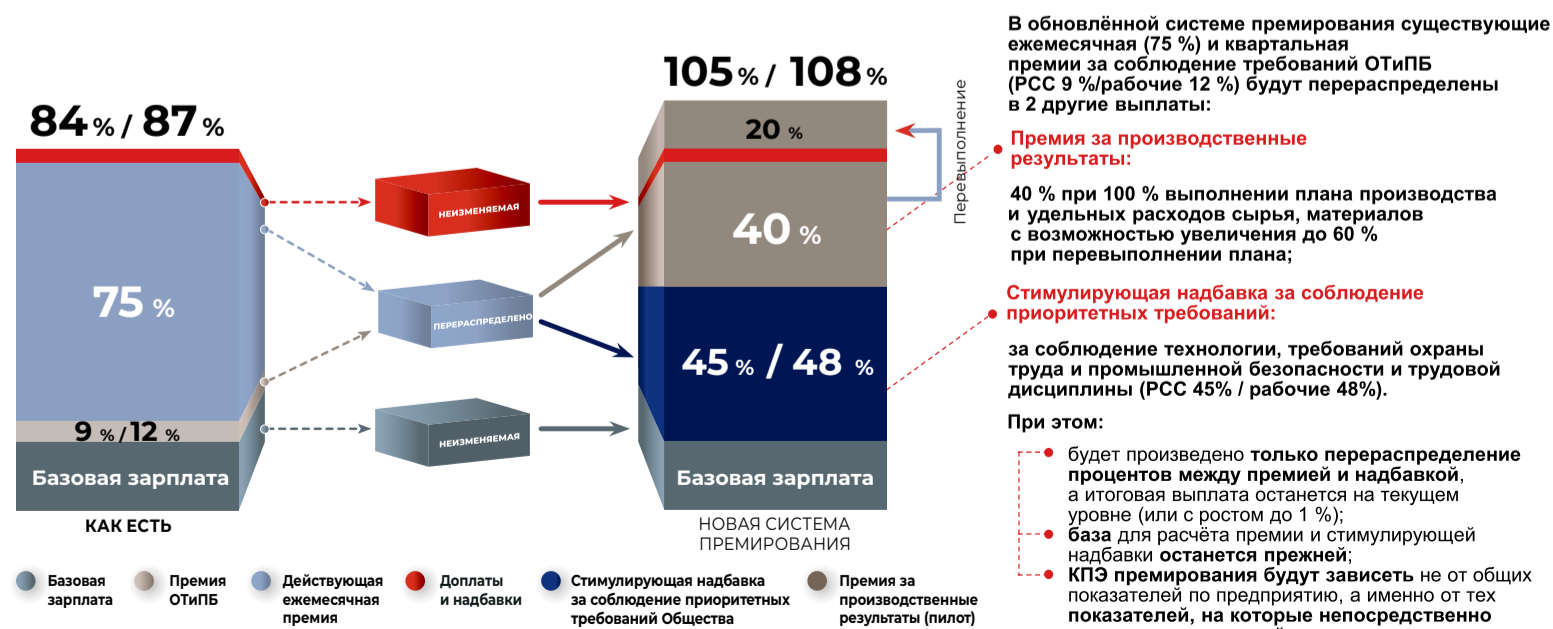 84 % / 87 %
75 %
9 % / 12 %
Базовая зарплата
КАК ЕСТЬ
НЕИЗМЕНЯЕМАЯ
ПЕРЕРАСПРЕДЕЛЕНО
НЕИЗМЕНЯЕМАЯ
105 % / 108 %
20 %
40 %
45 % / 48 %
Базовая зарплата
НОВАЯ СИСТЕМА
ПРЕМИРОВАНИЯ
Перевыполнение
Базовая
зарплата
Премия
ОТиПБ
Действующая
ежемесячная
премия
Доплаты
и надбавки
Стимулирующая надбавка
за соблюдение приоритетных
требований Общества
Премия за
производственные
результаты (пилот)
В обновлённой системе премирования существующие
ежемесячная (75 %) и квартальная
премии за соблюдение требований ОТиПБ
(РСС 9 %/рабочие 12 %) будут перераспределены
в 2 другие выплаты:
Премия за производственные
результаты:
40 % при 100 % выполнении плана производства
и удельных расходов сырья, материалов
с возможностью увеличения до 60 %
при перевыполнении плана;
Стимулирующая надбавка за соблюдение
приоритетных требований:
за соблюдение технологии, требований охраны
труда и промышленной безопасности и трудовой
дисциплины (РСС 45% / рабочие 48%).
При этом:
будет произведено только перераспределение
процентов между премией и надбавкой,
а итоговая выплата останется на текущем
уровне (или с ростом до 1 %);
база для расчёта премии и стимулирующей
надбавки останется прежней;
КПЭ премирования будут зависеть не от общих
показателей по предприятию, а именно от тех
показателей, на которые непосредственно